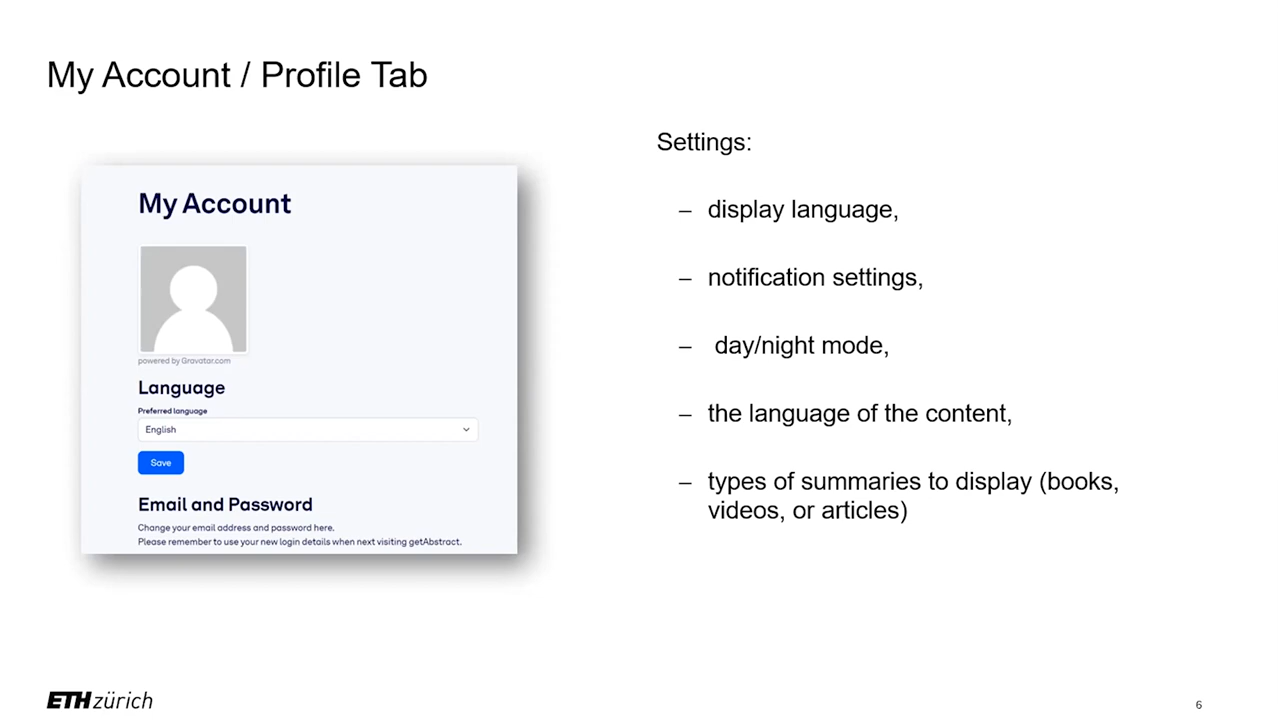 My Account / Profile Tab
My Account
powered by Gravatar.com
Language
Preferred language
English
Save
Email and Password
Change your email address and password here.
Please remember to use your new login details when next visiting getAbstract.
Settings:
– display language,
– notification settings,
– day/night mode,
– the language of the content,
– types of summaries to display (books,
videos, or articles)
ETH zürich
6